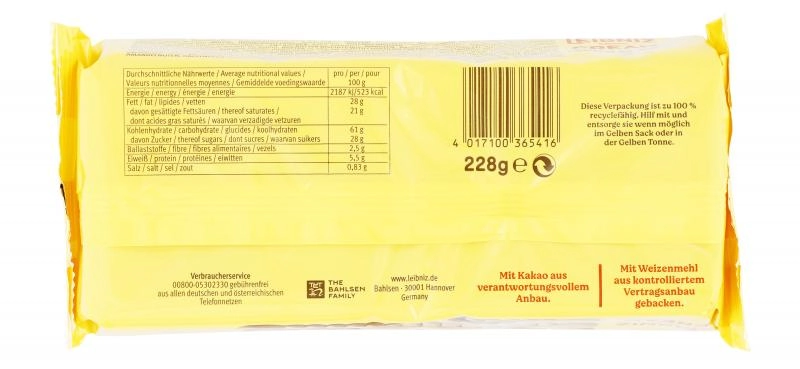 LEIBNIZ
Durchschnittliche Nährwerte / Average nutritional values /
Valeurs nutritionnelles moyennes / Gemiddelde voedingswaarde
pro / per / pour
100 g
Energie / energy / énergie / energie
2187 kJ/523 kcal
Fett / fat / lipides / vetten
28 g
davon gesättigte Fettsäuren / thereof saturates /
21 g
dont acides gras saturés / waarvan verzadigde vetzuren
Kohlenhydrate / carbohydrate / glucides / koolhydraten
61 g
davon Zucker / thereof sugars / dont sucres / waarvan suikers
28 g
Ballaststoffe / fibre / fibres alimentaires / vezels
2,5 g
Eiweiß / protein / protéines / eiwitten
5,5 g
Salz / salt / sel / zout
0,83 g
4 017100 365416
228g e
Diese Verpackung ist zu 100 %
recyclefähig. Hilf mit und
entsorge sie wenn möglich
im Gelben Sack oder in
der Gelben Tonne.
Verbraucherservice
00800-05302330 gebührenfrei
aus allen deutschen und österreichischen
Telefonnetzen
THE
BAHLSEN
FAMILY
www.leibniz.de
Bahlsen · 30001 Hannover
Germany
Mit Kakao aus
verantwortungsvollem
Anbau.
Mit Weizenmehl
aus kontrolliertem
Vertragsanbau
gebacken.